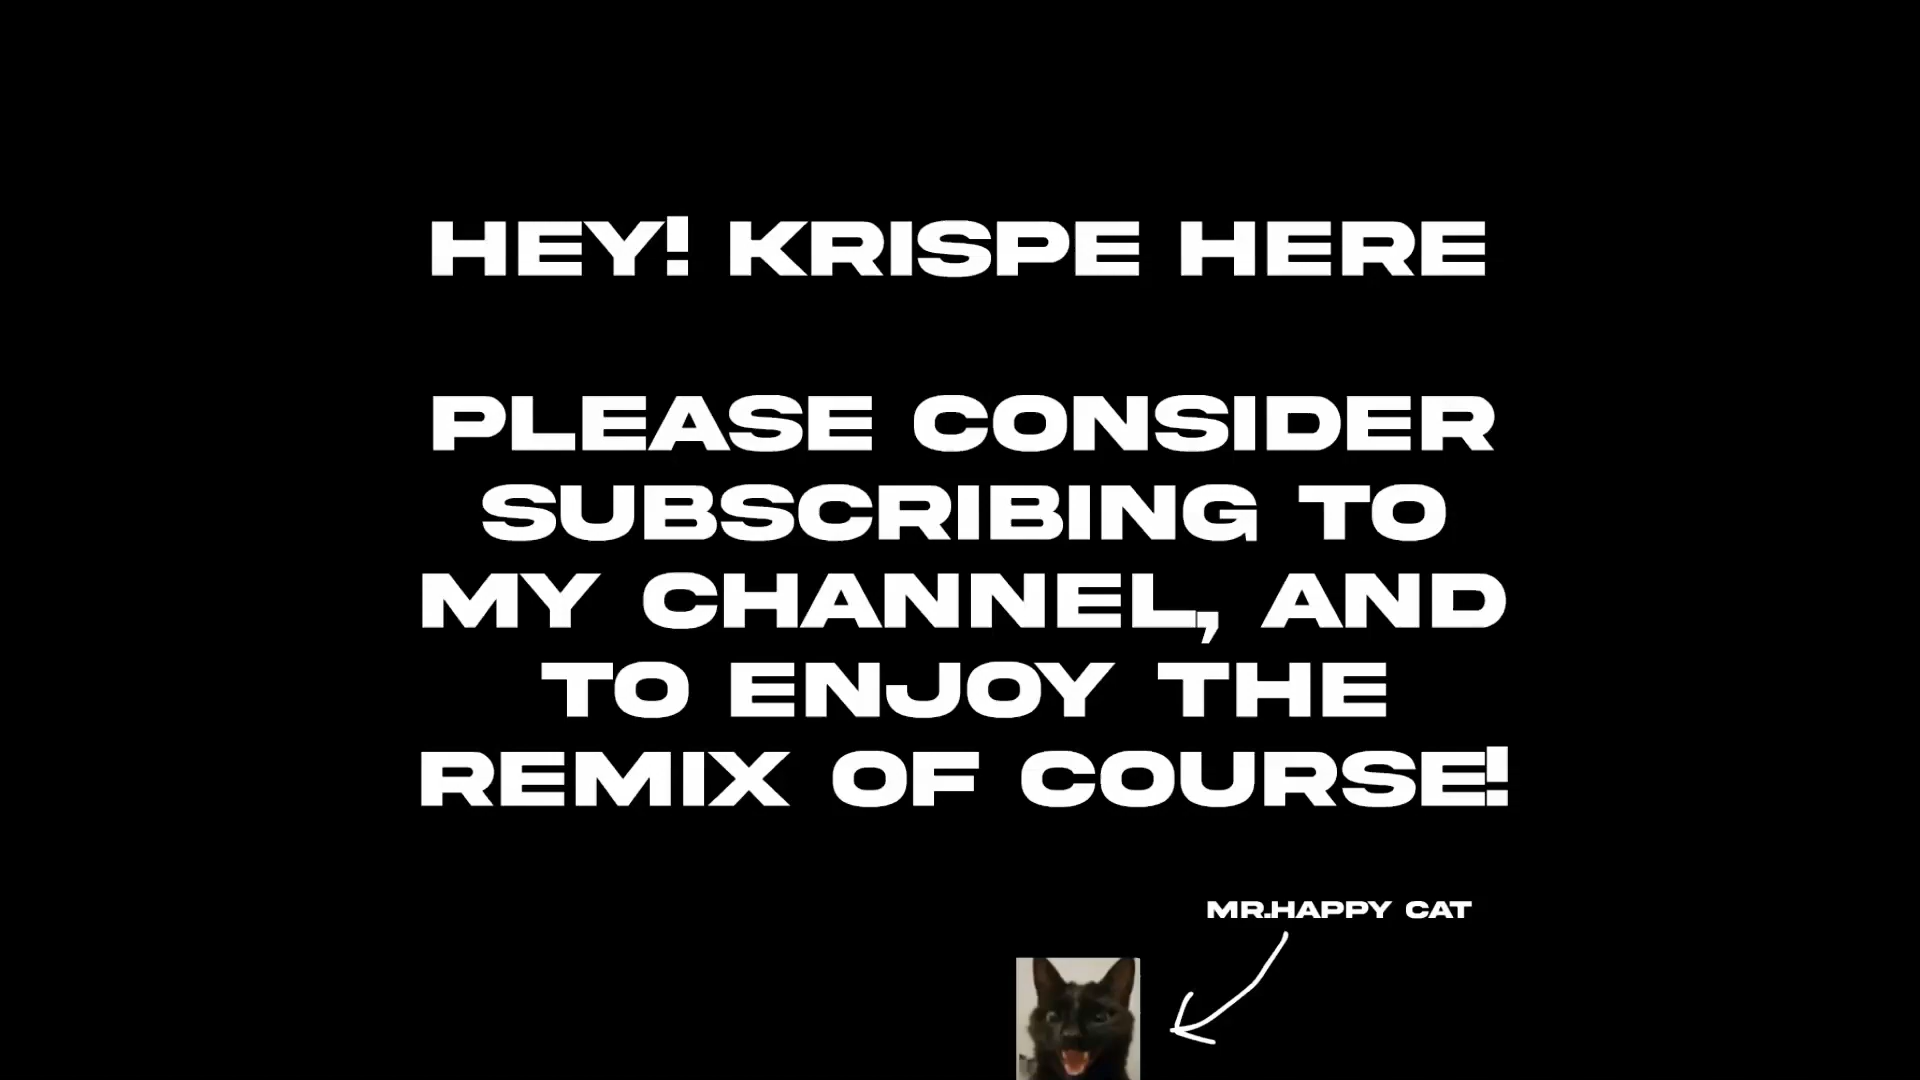 HEY! KRISPE HERE
PLEASE CONSIDER
SUBSCRIBING TO
MY CHANNEL, AND
TO ENJOY THE
REMIX OF COURSE!
MR.HAPPY CAT